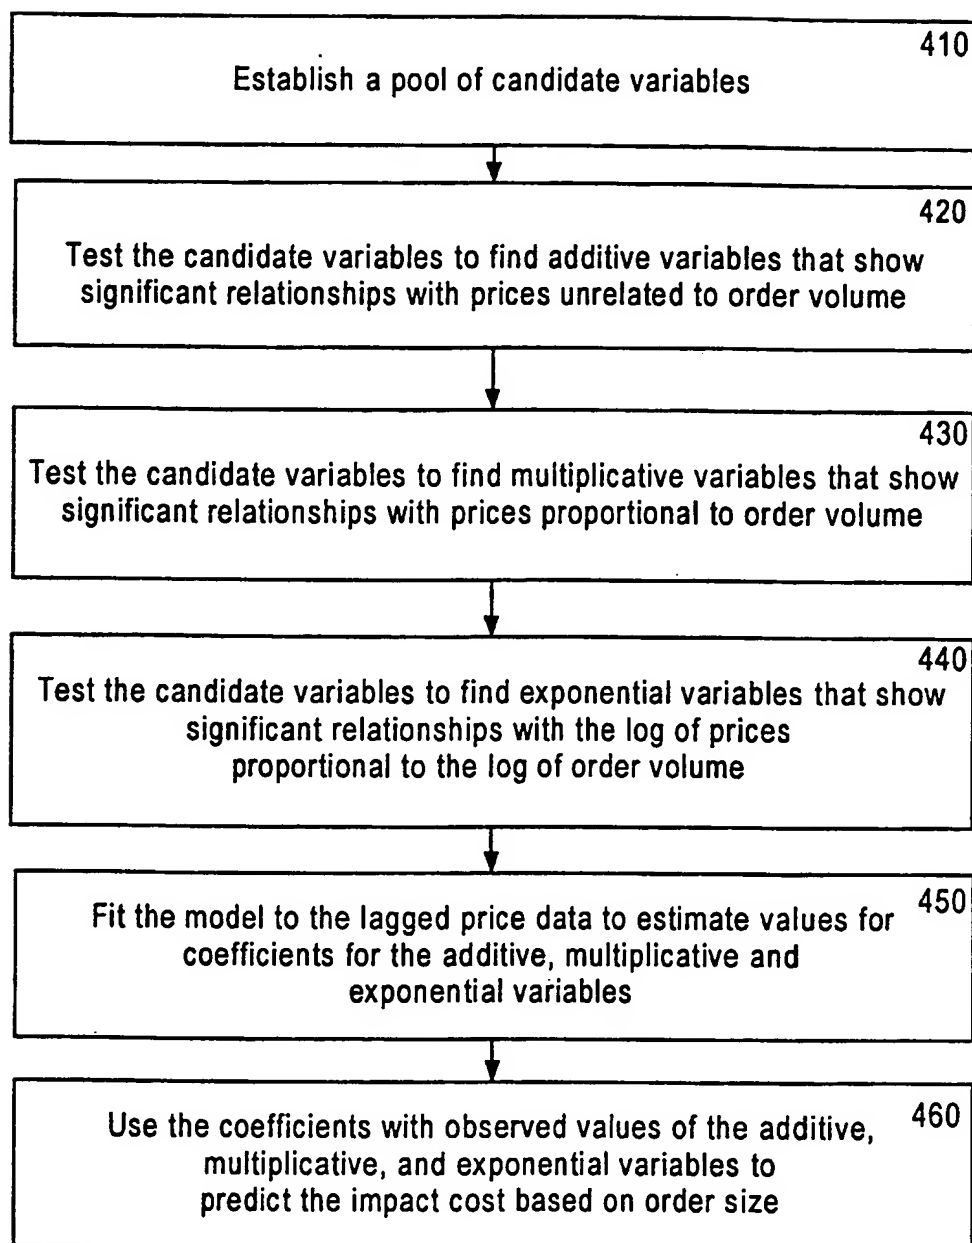 410
Establish a pool of candidate variables
420
Test the candidate variables to find additive variables that show
significant relationships with prices unrelated to order volume
430
Test the candidate variables to find multiplicative variables that show
significant relationships with prices proportional to order volume
440
Test the candidate variables to find exponential variables that show
significant relationships with the log of prices
proportional to the log of order volume
450
Fit the model to the lagged price data to estimate values for
coefficients for the additive, multiplicative and
exponential variables
460
Use the coefficients with observed values of the additive,
multiplicative, and exponential variables to
predict the impact cost based on order size